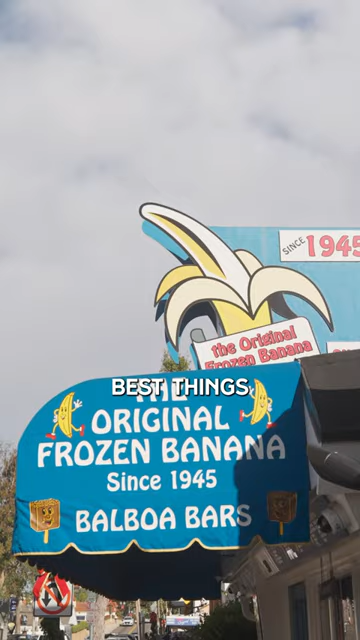 SINCE 1945
the Original
Frozen Banana
BEST THINGS
ORIGINAL
FROZEN BANANA
Since 1945
BALBOA BARS